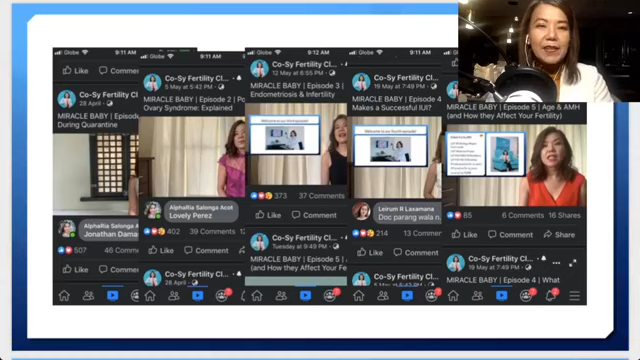 Globe 9:11 AM
Like Comme
Co-Sy Fertility Cl...
28 April
MIRACLE BABY | Episode
During Quarantine
AlphaRia Salonga Acot
Jonathan Dama
507 46 Comm
Like Comment
Co-Sy Fertility Cl...
Globe 9:11 AM
Co-Sy Fertility Cl...
5 May at 5:42 PM
MIRACLE BABY | Episode 2 | Po
Ovary Syndrome: Explained
AlphaRia Salonga Acot
Lovely Perez
402 39 Comments
Like Comment
Co-Sy Fertility Cl...
28 April
Globe 9:12 AM
Co-Sy Fertility Cl...
12 May at 6:55 PM
MIRACLE BABY | Episode 3 |
Endometriosis & Infertility
373 37 Comments
Like Comment
Co-Sy Fertility Cl...
Tuesday at 9:49 PM
MIRACLE BABY | Episode 5 |
(and How they Affect Your Fe
Globe 9:11 AM
Co-Sy Fertility Cl...
19 May at 7:49 PM
MIRACLE BABY | Episode 4
Makes a Successful IUI?
Leirum R Laxamana
Doc parang wala n.
214 13 Commen
Like Comment
Co-Sy Fertility Cl...
Globe
MIRACLE BABY | Episode 5 | Age & AMH
(and How they Affect Your Fertility)
85 6 Comments 16 Shares
Like Comment Share
Co-Sy Fertility Cl...
19 May at 7:49 PM
MIRACLE BABY | Episode 4 | What